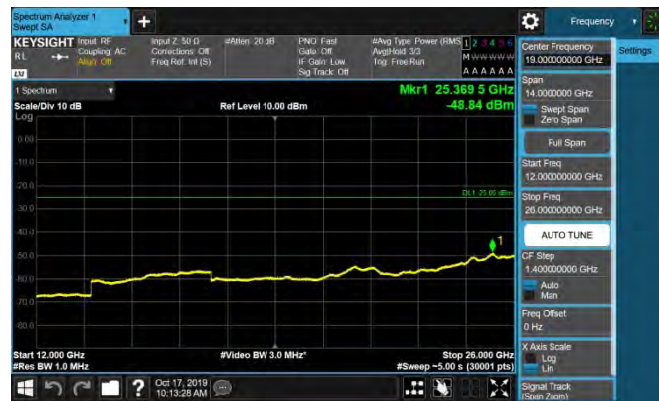 Spectrum Analyzer 1
Swept SA
+
Frequency
KEYSIGHT
RL
LXI
Input: RF
Coupling: AC
Align: Off
Input Z: 50 Ω
Corrections: Off
Freq Ref: Int (S)
#Atten: 20 dB
PNO: Fast
Gate: Off
IF Gain: Low
Sig Track: Off
#Avg Type: Power (RMS
Avg|Hold: 3/3
Trig: Free Run
1 2 3 4 5 6
M W W W W W
A A A A A A
1 Spectrum
Scale/Div 10 dB
Log
Ref Level 10.00 dBm
Mkr1 25.369 5 GHz
-48.84 dBm
0.00
-10.0
-20.0
-30.0
-40.0
-50.0
-60.0
-70.0
-80.0
DL1 -25.00 dBm
1
Start 12.000 GHz
#Res BW 1.0 MHz
#Video BW 3.0 MHz*
Stop 26.000 GHz
#Sweep ~5.00 s (30001 pts)
Oct 17, 2019
10:13:28 AM
?
Center Frequency
19.000000000 GHz
Settings
Span
14.0000000 GHz
Swept Span
Zero Span
Full Span
Start Freq
12.000000000 GHz
Stop Freq
26.000000000 GHz
AUTO TUNE
CF Step
1.400000000 GHz
Auto
Man
Freq Offset
0 Hz
X Axis Scale
Log
Lin
Signal Track
(Span Zoom)